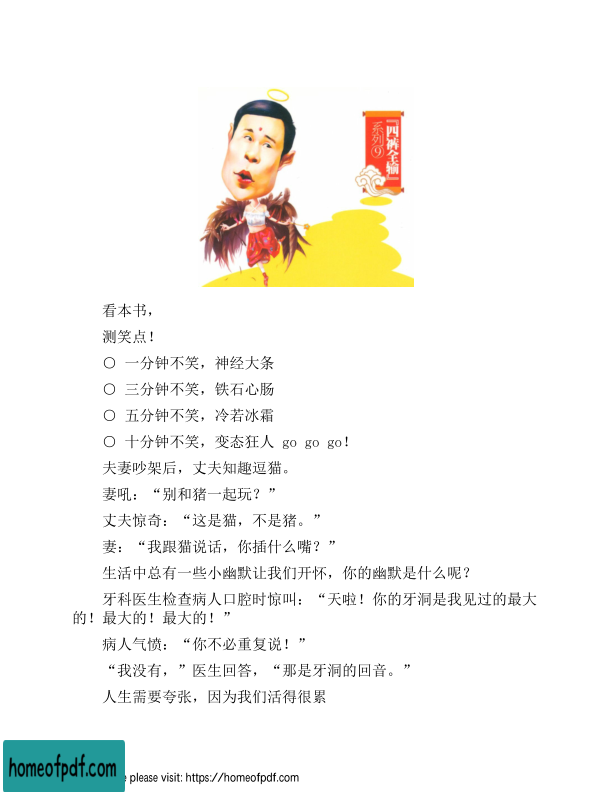 『四裤全输』
系列⑨
看本书，
测笑点！
○ 一分钟不笑，神经大条
○ 三分钟不笑，铁石心肠
○ 五分钟不笑，冷若冰霜
○ 十分钟不笑，变态狂人 go go go！
夫妻吵架后，丈夫知趣逗猫。
妻吼：“别和猪一起玩？”
丈夫惊奇：“这是猫，不是猪。”
妻：“我跟猫说话，你插什么嘴？”
生活中总有一些小幽默让我们开怀，你的幽默是什么呢？
牙科医生检查病人口腔时惊叫：“天啦！你的牙洞是我见过的最大
的！最大的！最大的！”
病人气愤：“你不必重复说！”
“我没有，”医生回答，“那是牙洞的回音。”
人生需要夸张，因为我们活得很累
homeofpdf.com
e please visit: https://homeofpdf.com